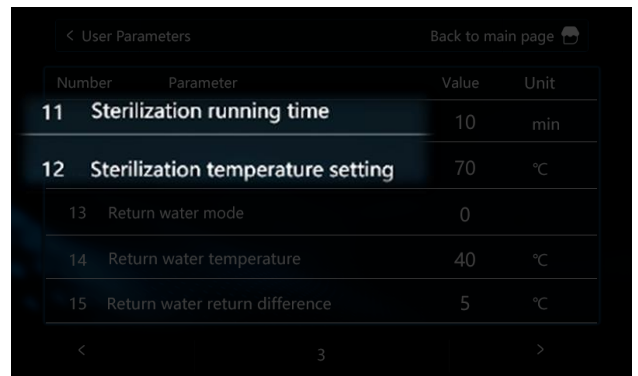 < User Parameters Back to main page
Number Parameter Value Unit
11 Sterilization running time 10 min
12 Sterilization temperature setting 70 ℃
13 Return water mode 0
14 Return water temperature 40 ℃
15 Return water return difference 5 ℃
< 3 >